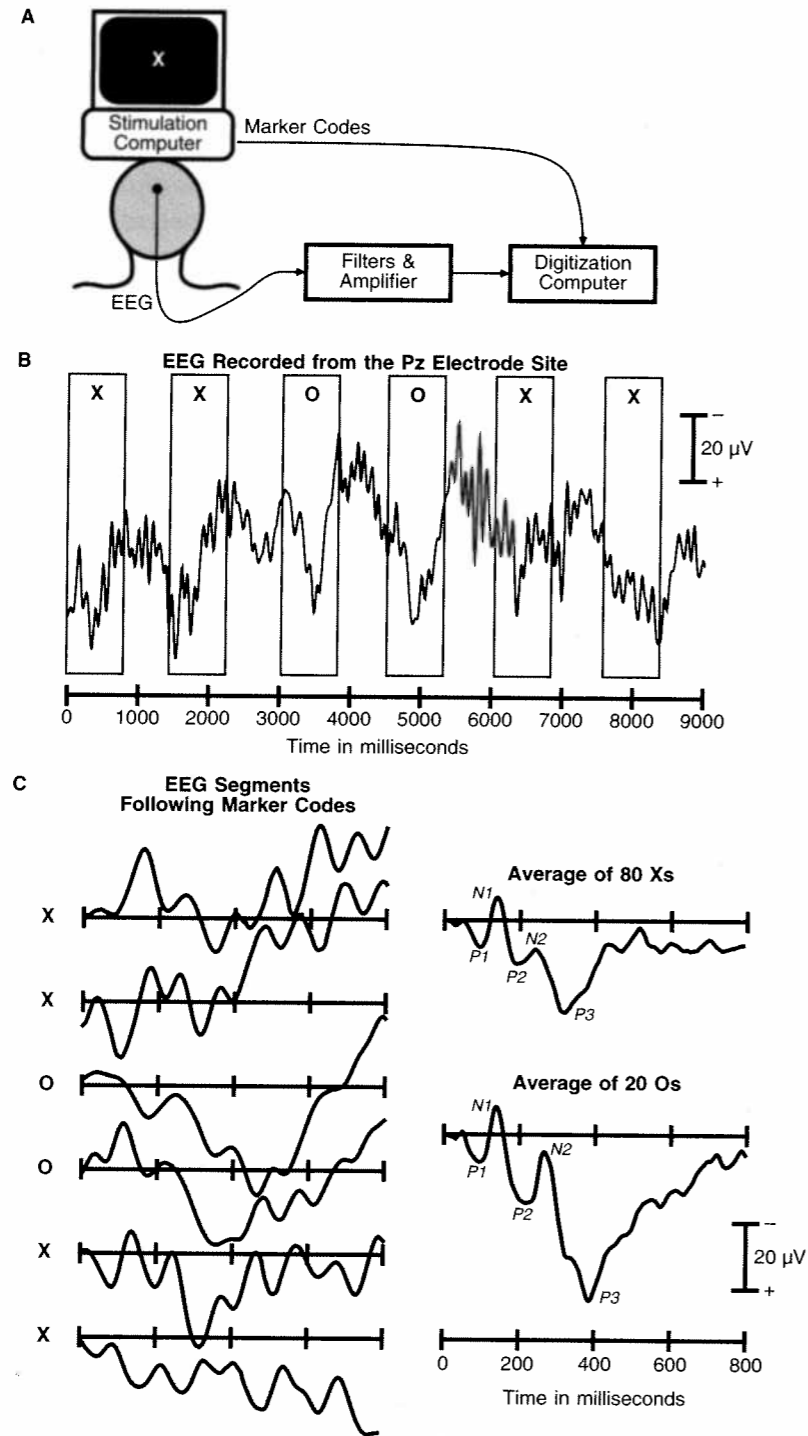 A
X
Stimulation
Computer
Marker Codes
Filters &
Amplifier
Digitization
Computer
EEG
B
EEG Recorded from the Pz Electrode Site
X X O O X X
–
20 µV
+
0 1000 2000 3000 4000 5000 6000 7000 8000 9000
Time in milliseconds
C
EEG Segments
Following Marker Codes
X
X
O
O
X
X
Average of 80 Xs
N1
N2
P1
P2
P3
Average of 20 Os
N1
N2
P1
P2
P3
–
20 µV
+
0 200 400 600 800
Time in milliseconds